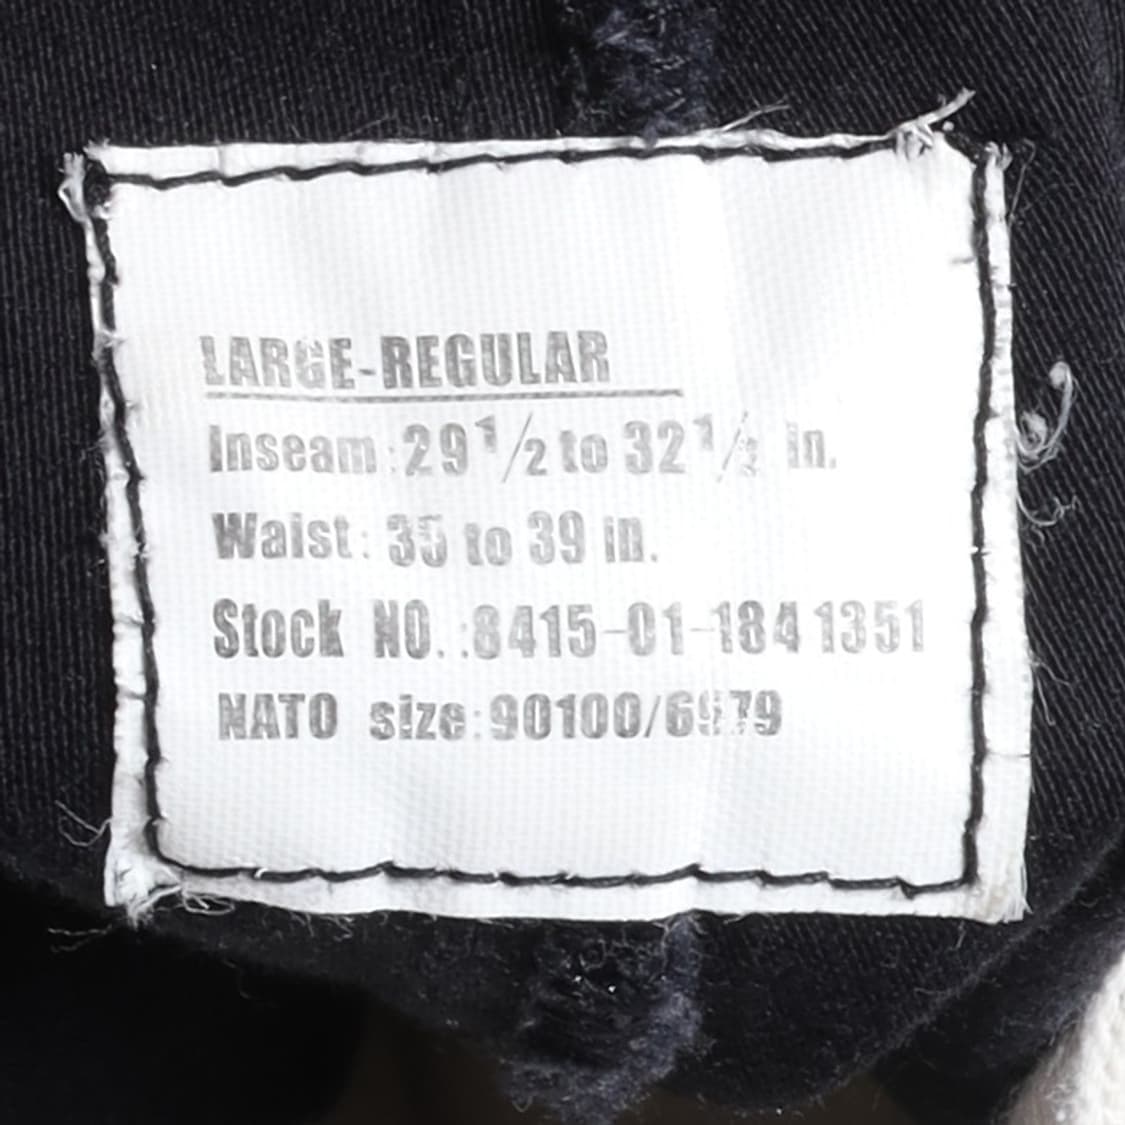 LARGE-REGULAR
Inseam:29 1/2 to 32 1/2 in.
Waist: 35 to 39 in.
Stock NO.:8415-01-184 1351
NATO size:90100/6979